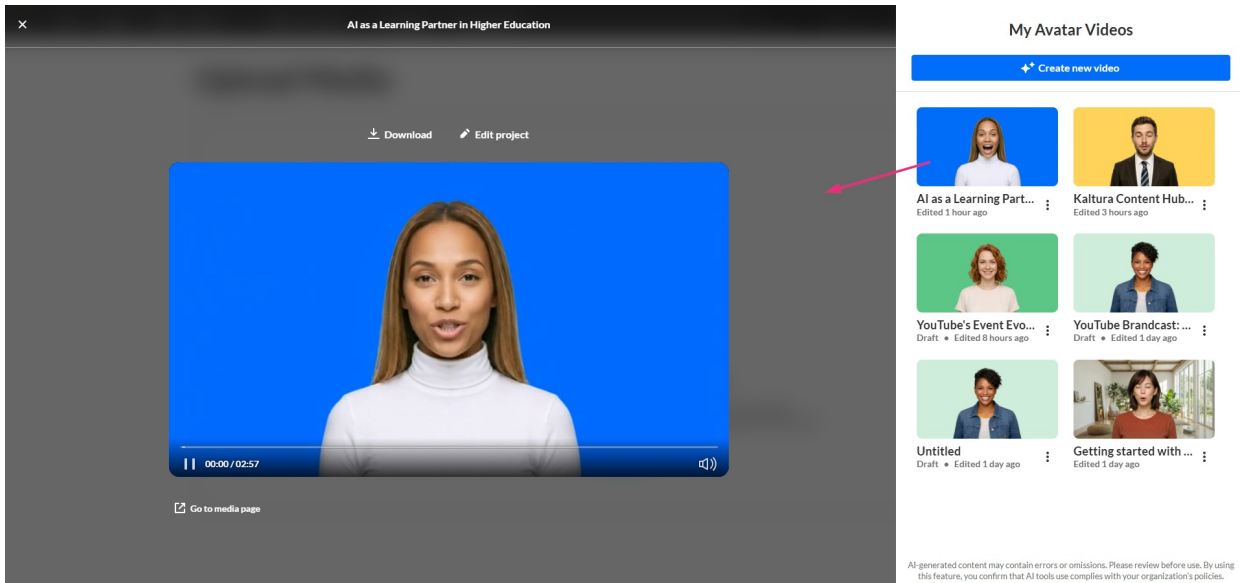 AI as a Learning Partner in Higher Education
Download
Edit project
00:00 / 02:57
Go to media page
My Avatar Videos
Create new video
AI as a Learning Part...
Edited 1 hour ago
Kaltura Content Hub...
Edited 3 hours ago
YouTube's Event Evo...
Draft • Edited 8 hours ago
YouTube Brandcast: ...
Draft • Edited 1 day ago
Untitled
Draft • Edited 1 day ago
Getting started with ...
Edited 1 day ago
AI-generated content may contain errors or omissions. Please review before use. By using
this feature, you confirm that AI tools use complies with your organization's policies.